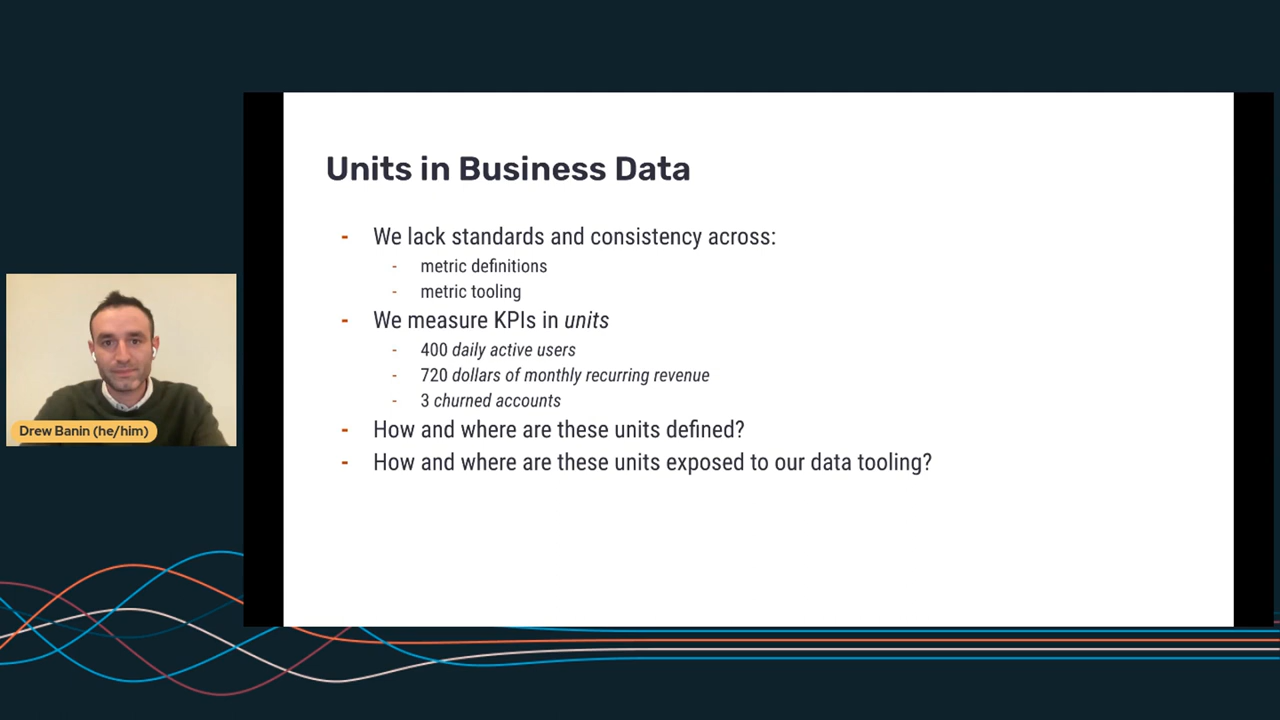 Units in Business Data
- We lack standards and consistency across:
- metric definitions
- metric tooling
- We measure KPIs in units
- 400 daily active users
- 720 dollars of monthly recurring revenue
- 3 churned accounts
- How and where are these units defined?
- How and where are these units exposed to our data tooling?
Drew Banin (he/him)